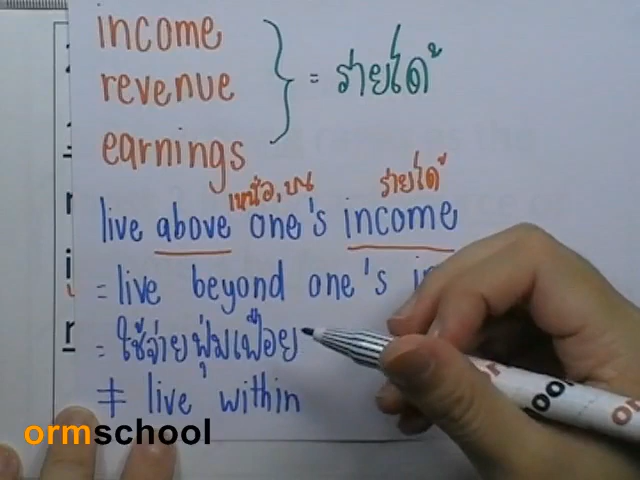 income
revenue
earnings
= รายได้
เหนือ, บน
รายได้
live above one's income
= live beyond one's
= ใช้จ่ายฟุ่มเฟือย
≠ live within
ormschool